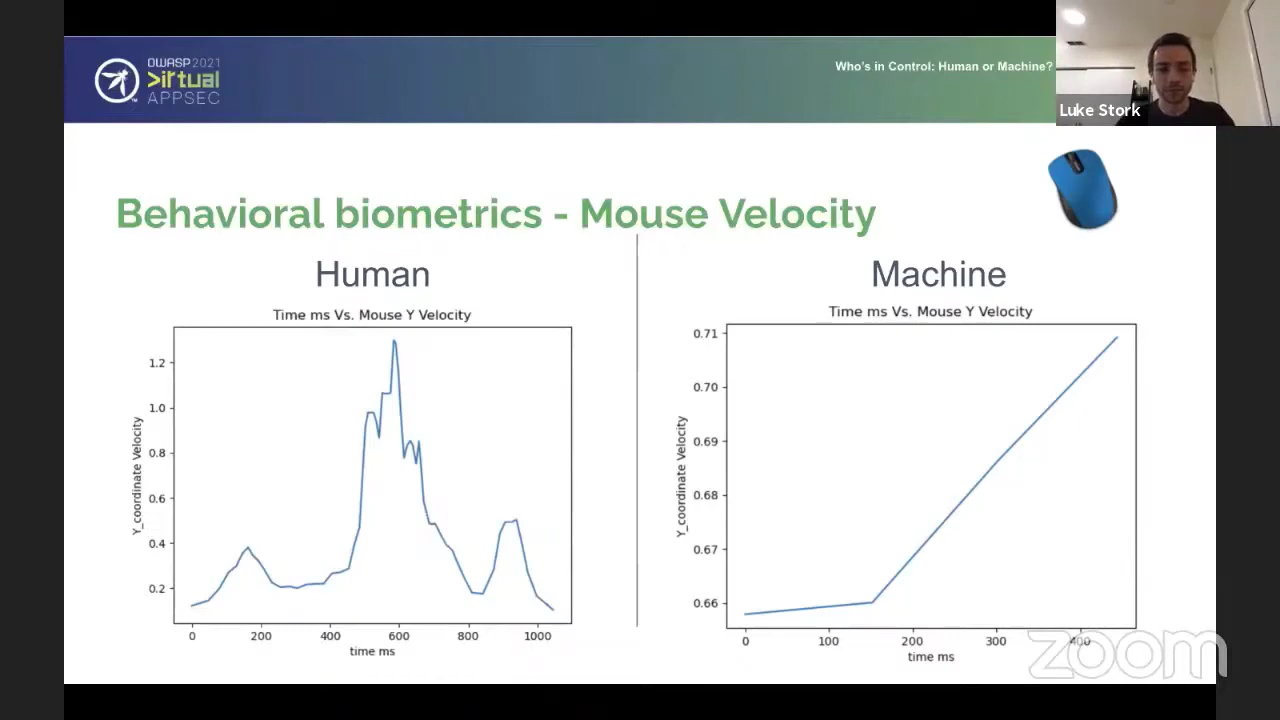 OWASP 2021
>irtual
APPSEC
Who's in Control: Human or Machine?
Luke Stork
Behavioral biometrics - Mouse Velocity
Human
Machine
Time ms Vs. Mouse Y Velocity
Y_coordinate Velocity
1.2
1.0
0.8
0.6
0.4
0.2
0
200
400
600
800
1000
time ms
Time ms Vs. Mouse Y Velocity
Y_coordinate Velocity
0.71
0.70
0.69
0.68
0.67
0.66
0
100
200
300
400
time ms
zoom